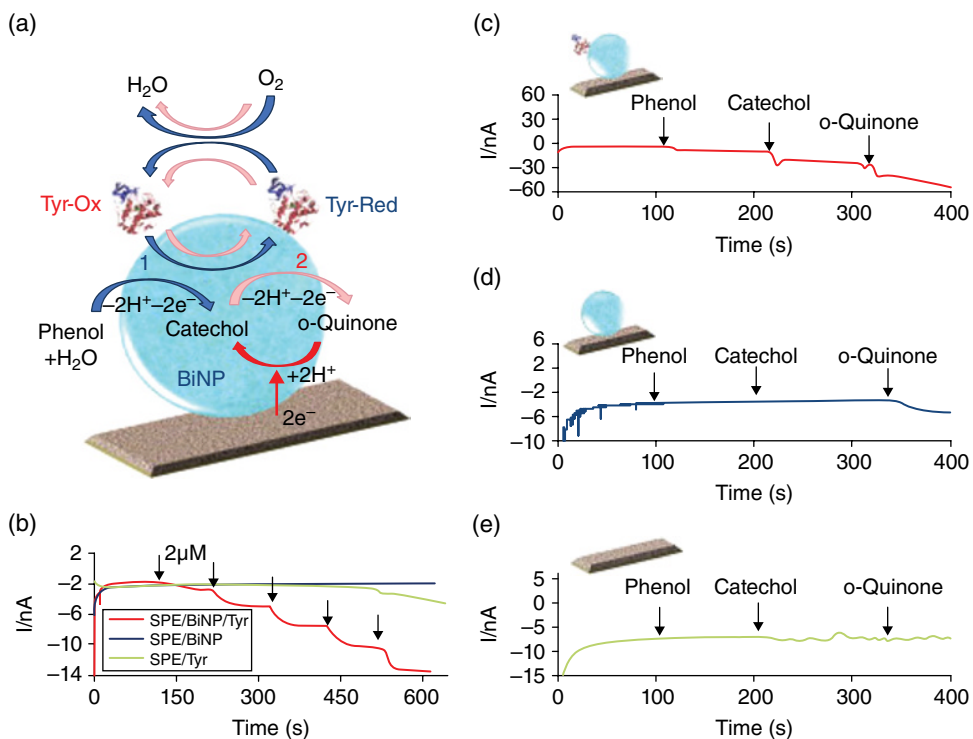 (a)
H2O
O2
Tyr-Ox
Tyr-Red
1
2
–2H+–2e–
–2H+–2e–
Phenol
+H2O
Catechol
o-Quinone
BiNP
+2H+
2e–
(b)
2
–2
–6
–10
–14
I/nA
2μM
SPE/BiNP/Tyr
SPE/BiNP
SPE/Tyr
0
150
300
450
600
Time (s)
(c)
60
30
0
–30
–60
I/nA
Phenol
Catechol
o-Quinone
0
100
200
300
400
Time (s)
(d)
6
2
–2
–6
–10
I/nA
Phenol
Catechol
o-Quinone
0
100
200
300
400
Time (s)
(e)
5
0
–5
–10
–15
I/nA
Phenol
Catechol
o-Quinone
0
100
200
300
400
Time (s)